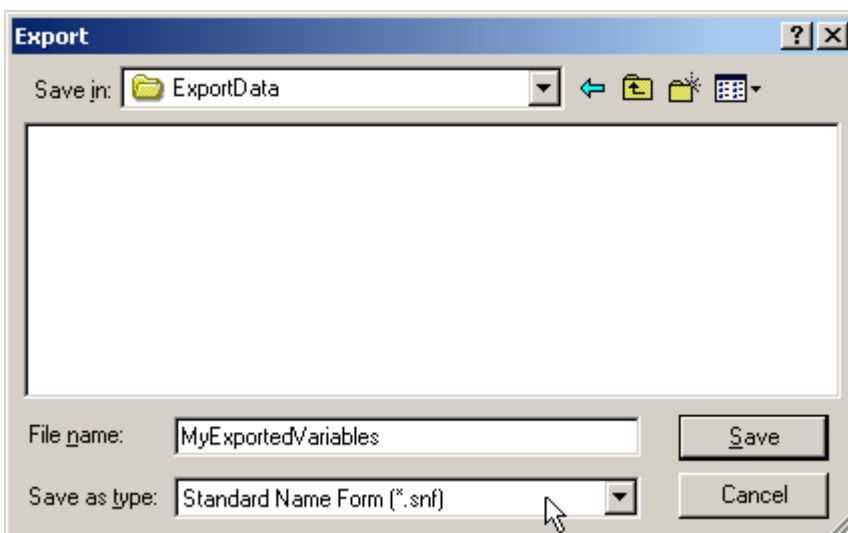 Export
Save in: ExportData
File name: MyExportedVariables Save
Save as type: Standard Name Form (*.snf) Cancel